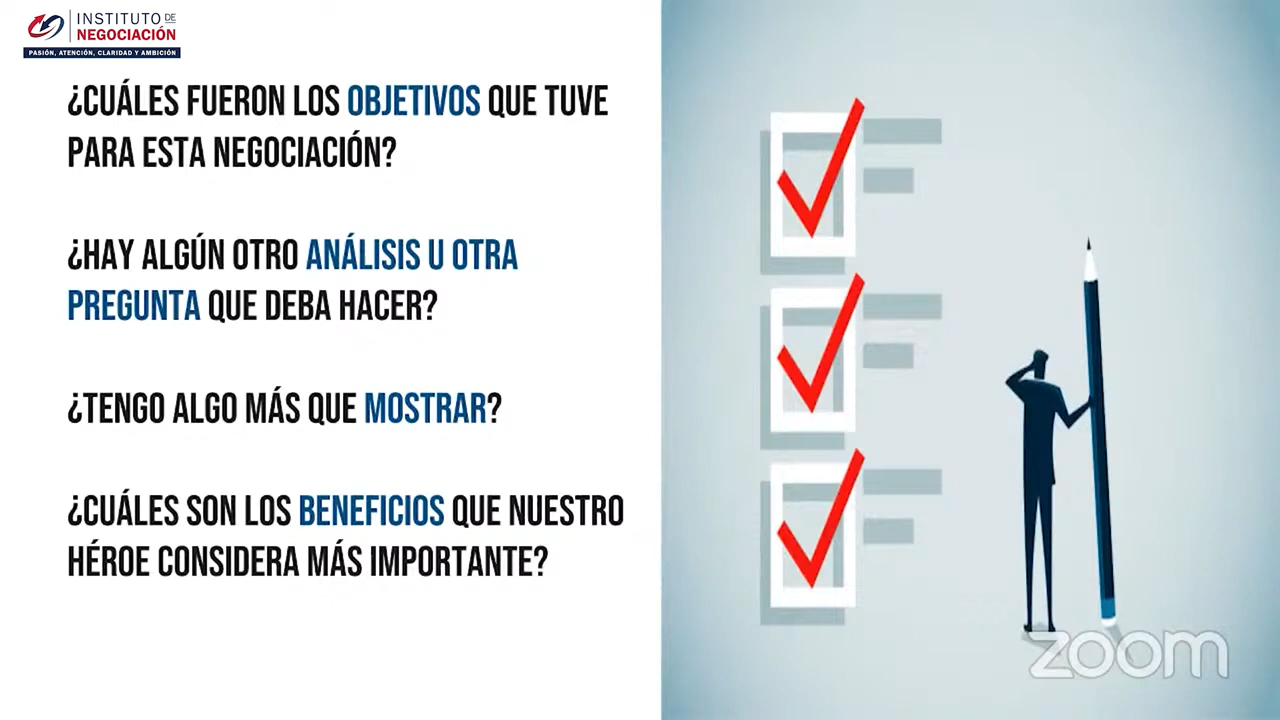 INSTITUTO DE
NEGOCIACIÓN
PASIÓN, ATENCIÓN, CLARIDAD Y AMBICIÓN
¿CUÁLES FUERON LOS OBJETIVOS QUE TUVE
PARA ESTA NEGOCIACIÓN?
¿HAY ALGÚN OTRO ANÁLISIS U OTRA
PREGUNTA QUE DEBA HACER?
¿TENGO ALGO MÁS QUE MOSTRAR?
¿CUÁLES SON LOS BENEFICIOS QUE NUESTRO
HÉROE CONSIDERA MÁS IMPORTANTE?
zoom